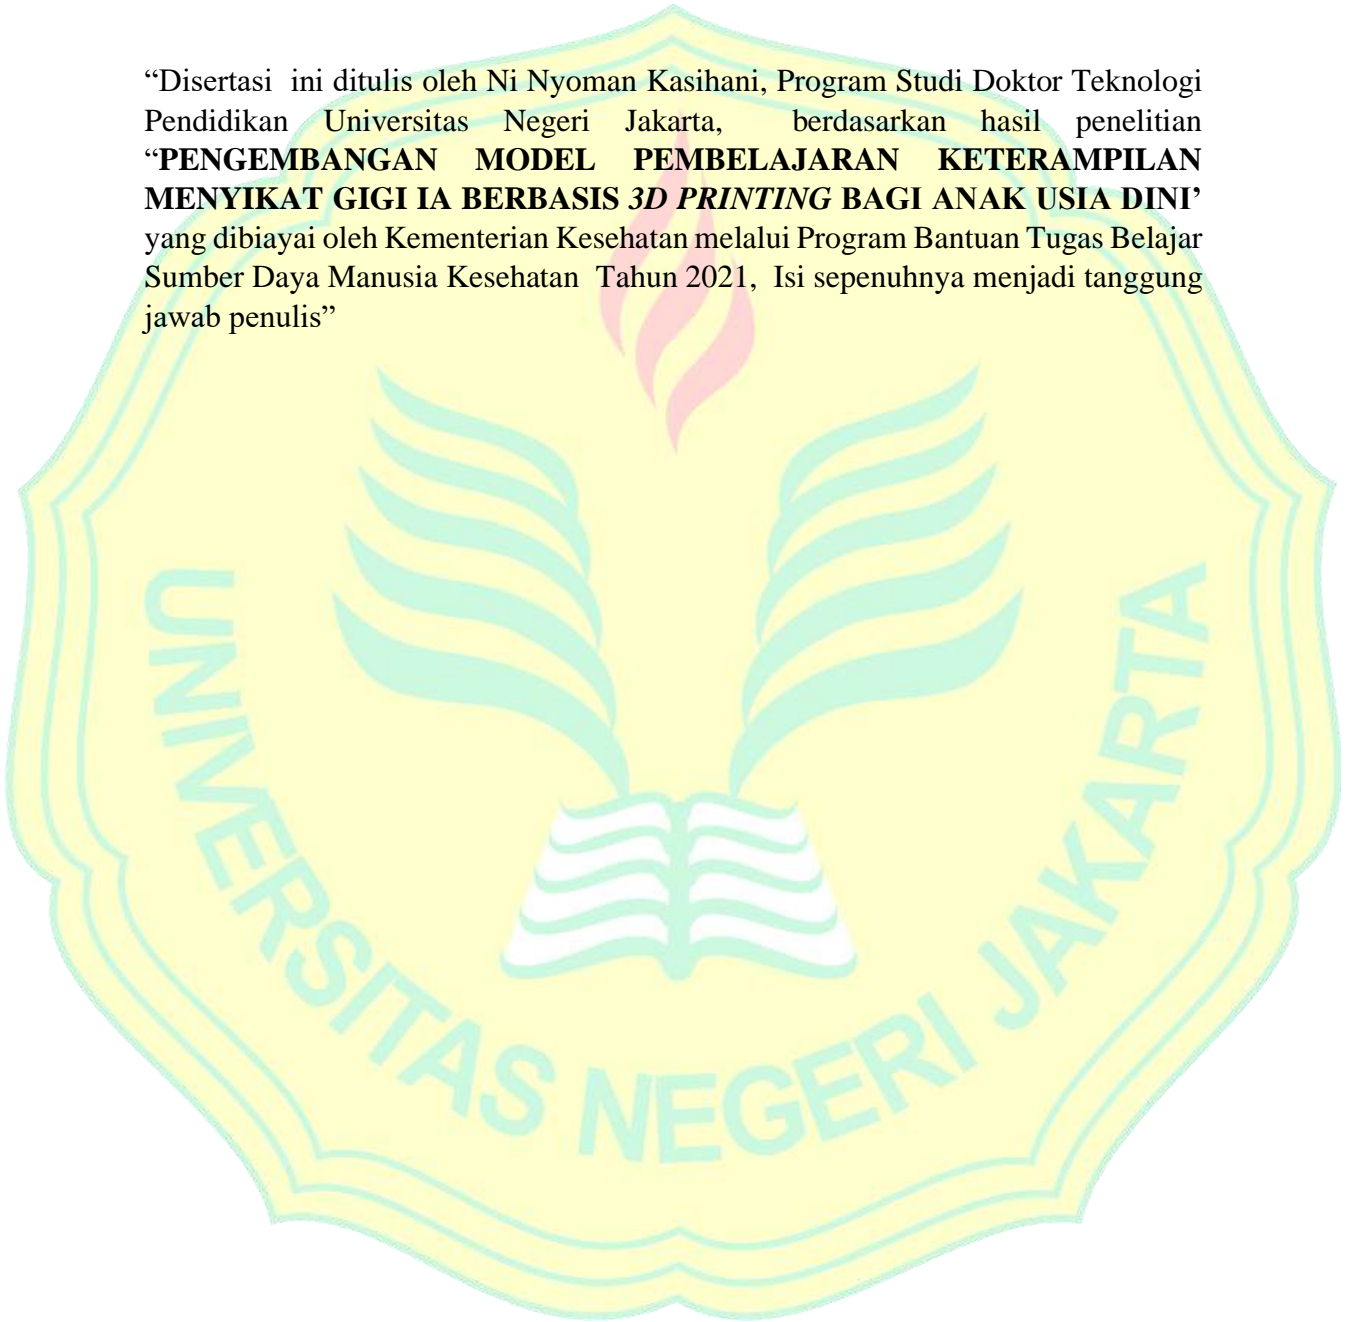 “Disertasi ini ditulis oleh Ni Nyoman Kasihani, Program Studi Doktor Teknologi
Pendidikan Universitas Negeri Jakarta, berdasarkan hasil penelitian
“PENGEMBANGAN MODEL PEMBELAJARAN KETERAMPILAN
MENYIKAT GIGI IA BERBASIS 3D PRINTING BAGI ANAK USIA DINI’
yang dibiayai oleh Kementerian Kesehatan melalui Program Bantuan Tugas Belajar
Sumber Daya Manusia Kesehatan Tahun 2021, Isi sepenuhnya menjadi tanggung
jawab penulis”
UNIVERSITAS NEGERI JAKARTA